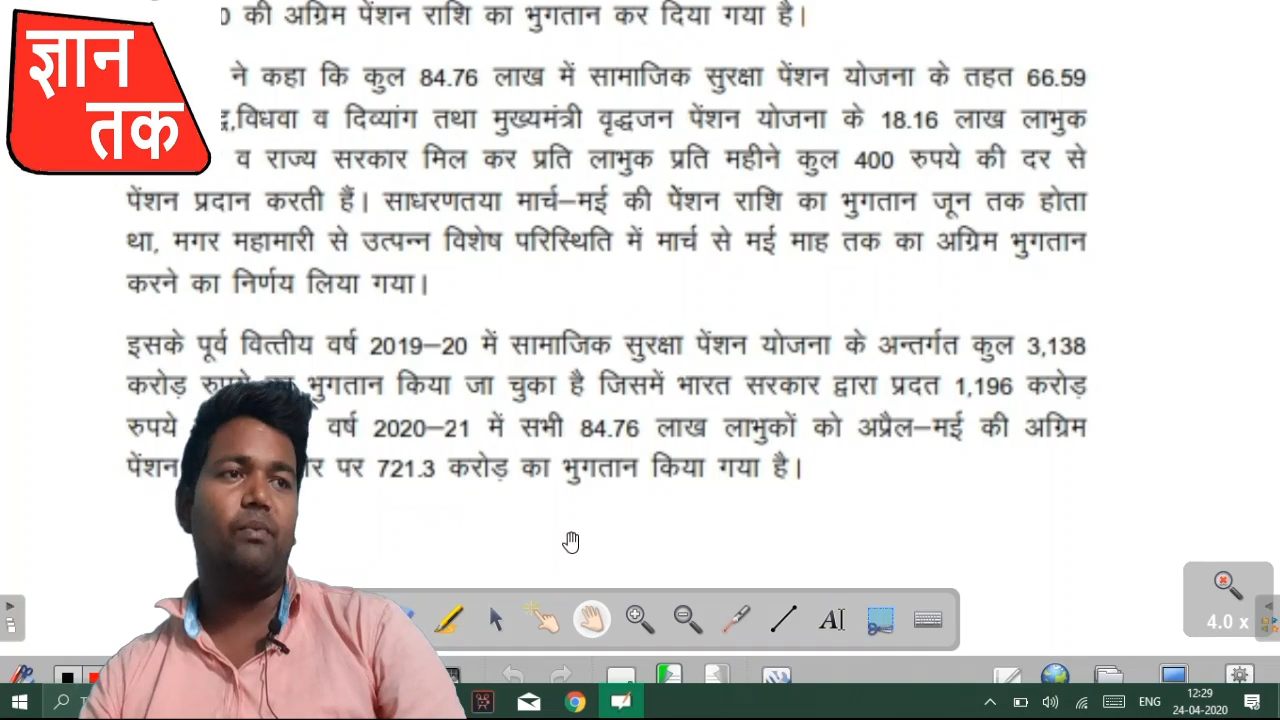 ज्ञान
तक
0 की अग्रिम पेंशन राशि का भुगतान कर दिया गया है।
ने कहा कि कुल 84.76 लाख में सामाजिक सुरक्षा पेंशन योजना के तहत 66.59
विधवा व दिव्यांग तथा मुख्यमंत्री वृद्धजन पेंशन योजना के 18.16 लाख लाभुक
व राज्य सरकार मिल कर प्रति लाभुक प्रति महीने कुल 400 रुपये की दर से
पेंशन प्रदान करती हैं। साधरणतया मार्च–मई की पेंशन राशि का भुगतान जून तक होता
था, मगर महामारी से उत्पन्न विशेष परिस्थिति में मार्च से मई माह तक का अग्रिम भुगतान
करने का निर्णय लिया गया।
इसके पूर्व वित्तीय वर्ष 2019–20 में सामाजिक सुरक्षा पेंशन योजना के अन्तर्गत कुल 3,138
करोड़ भुगतान किया जा चुका है जिसमें भारत सरकार द्वारा प्रदत 1,196 करोड़
रुपये वर्ष 2020–21 में सभी 84.76 लाख लाभुकों को अप्रैल–मई की अग्रिम
पेंशन पर 721.3 करोड़ का भुगतान किया गया है।
4.0 x
ENG
12:29
24-04-2020